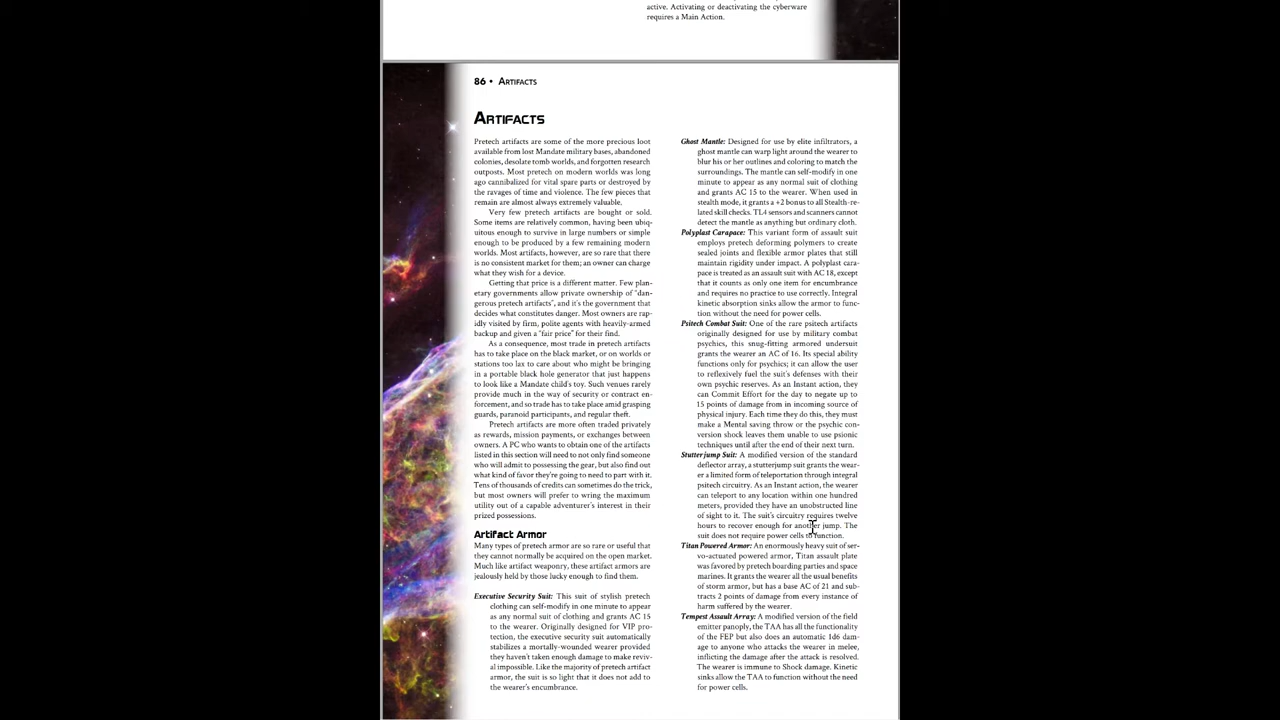 active. Activating or deactivating the cyberware
requires a Main Action.
86 • Artifacts
Artifacts
Pretech artifacts are some of the more precious loot
available from lost Mandate military bases, abandoned
colonies, desolate tomb worlds, and forgotten research
outposts. Most pretech on modern worlds was long
ago cannibalized for vital spare parts or destroyed by
the ravages of time and violence. The few pieces that
remain are almost always extremely valuable.
Very few pretech artifacts are bought or sold.
Some items are relatively common, having been ubiq-
uitous enough to survive in large numbers or simple
enough to be produced by a few remaining modern
worlds. Most artifacts, however, are so rare that there
is no consistent market for them; an owner can charge
what they wish for a device.
Getting that price is a different matter. Few plan-
etary governments allow private ownership of "dan-
gerous pretech artifacts", and it's the government that
decides what constitutes danger. Most owners are rap-
idly visited by firm, polite agents with heavily-armed
backup and given a "fair price" for their find.
As a consequence, most trade in pretech artifacts
has to take place on the black market, or on worlds or
stations too lax to care about who might be bringing
in a portable black hole generator that just happens
to look like a Mandate child's toy. Such venues rarely
provide much in the way of security or contract en-
forcement, and so trade has to take place amid grasping
guards, paranoid participants, and regular theft.
Pretech artifacts are more often traded privately
as rewards, mission payments, or exchanges between
owners. A PC who wants to obtain one of the artifacts
listed in this section will need to not only find someone
who will admit to possessing the gear, but also find out
what kind of favor they're going to need to part with it.
Tens of thousands of credits can sometimes do the trick,
but most owners will prefer to wring the maximum
utility out of a capable adventurer's interest in their
prized possessions.
Artifact Armor
Many types of pretech armor are so rare or useful that
they cannot normally be acquired on the open market.
Much like artifact weaponry, these artifact armors are
jealously held by those lucky enough to find them.
Executive Security Suit: This suit of stylish pretech
clothing can self-modify in one minute to appear
as any normal suit of clothing and grants AC 15
to the wearer. Originally designed for VIP pro-
tection, the executive security suit automatically
stabilizes a mortally-wounded wearer provided
they haven't taken enough damage to make reviv-
al impossible. Like the majority of pretech artifact
armor, the suit is so light that it does not add to
the wearer's encumbrance.
Ghost Mantle: Designed for use by elite infiltrators, a
ghost mantle can warp light around the wearer to
blur his or her outlines and coloring to match the
surroundings. The mantle can self-modify in one
minute to appear as any normal suit of clothing
and grants AC 15 to the wearer. When used in
stealth mode, it grants a +2 bonus to all Stealth-re-
lated skill checks. TL4 sensors and scanners cannot
detect the mantle as anything but ordinary cloth.
Polyplast Carapace: This variant form of assault suit
employs pretech deforming polymers to create
sealed joints and flexible armor plates that still
maintain rigidity under impact. A polyplast cara-
pace is treated as an assault suit with AC 18, except
that it counts as only one item for encumbrance
and requires no practice to use correctly. Integral
kinetic absorption sinks allow the armor to func-
tion without the need for power cells.
Psitech Combat Suit: One of the rare psitech artifacts
originally designed for use by military combat
psychics, this snug-fitting armored undersuit
grants the wearer an AC of 16. Its special ability
functions only for psychics; it can allow the user
to reflexively fuel the suit's defenses with their
own psychic reserves. As an Instant action, they
can Commit Effort for the day to negate up to
15 points of damage from an incoming source of
physical injury. Each time they do this, they must
make a Mental saving throw or the psychic con-
version shock leaves them unable to use psionic
techniques until after the end of their next turn.
Stutterjump Suit: A modified version of the standard
deflector array, a stutterjump suit grants the wear-
er a limited form of teleportation through integral
psitech circuitry. As an Instant action, the wearer
can teleport to any location within one hundred
meters, provided they have an unobstructed line
of sight to it. The suit's circuitry requires twelve
hours to recover enough for another jump. The
suit does not require power cells to function.
Titan Powered Armor: An enormously heavy suit of ser-
vo-actuated powered armor, Titan assault plate
was favored by pretech boarding parties and space
marines. It grants the wearer all the usual benefits
of storm armor, but has a base AC of 21 and sub-
tracts 2 points of damage from every instance of
harm suffered by the wearer.
Tempest Assault Array: A modified version of the field
emitter panoply, the TAA has all the functionality
of the FEP but also does an automatic 1d6 dam-
age to anyone who attacks the wearer in melee,
inflicting the damage after the attack is resolved.
The wearer is immune to Shock damage. Kinetic
sinks allow the TAA to function without the need
for power cells.